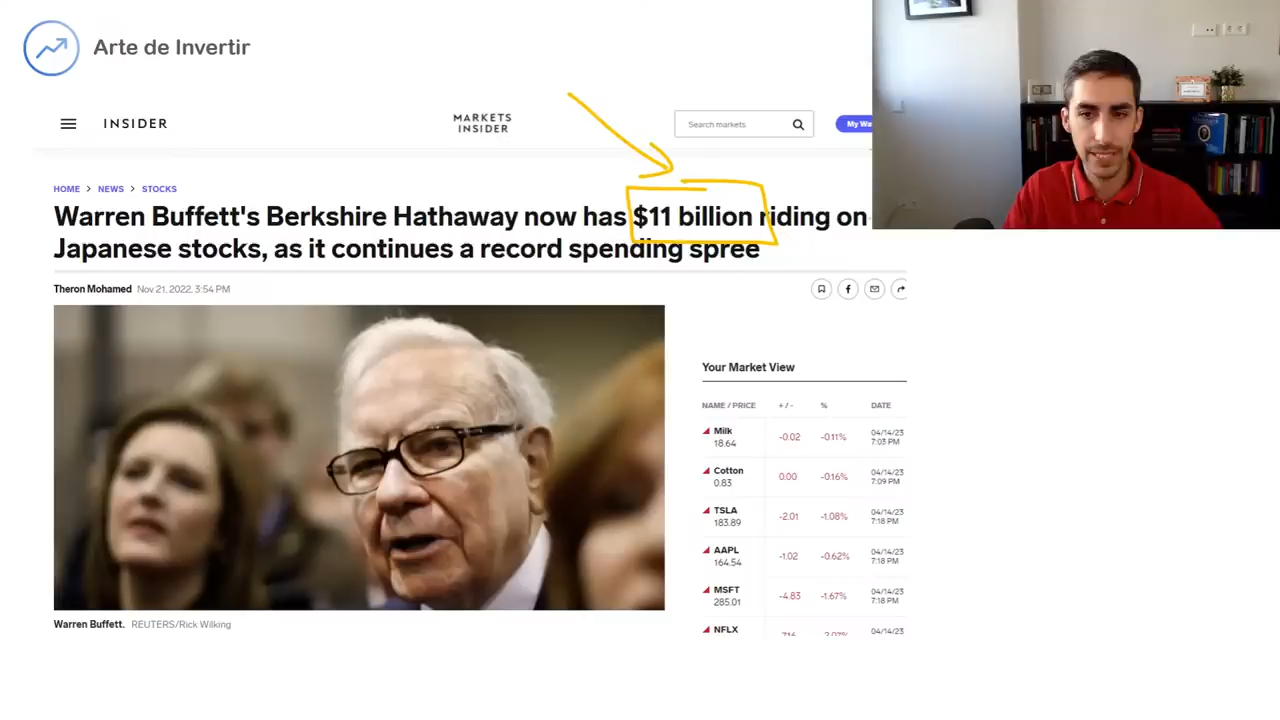 Arte de Invertir
INSIDER
MARKETS
INSIDER
Search markets
My Wa
HOME > NEWS > STOCKS
Warren Buffett's Berkshire Hathaway now has $11 billion riding on
Japanese stocks, as it continues a record spending spree
Theron Mohamed Nov 21, 2022, 3:54 PM
Your Market View
NAME / PRICE + / - % DATE
Milk
18.64
-0.02 -0.11%
04/14/23
7:03 PM
Cotton
0.83
0.00 -0.16%
04/14/23
7:09 PM
TSLA
183.89
-2.01 -1.08%
04/14/23
7:18 PM
AAPL
164.54
-1.02 -0.62%
04/14/23
7:18 PM
MSFT
285.01
-4.83 -1.67%
04/14/23
7:18 PM
NFLX
04/14/23
Warren Buffett. REUTERS/Rick Wilking